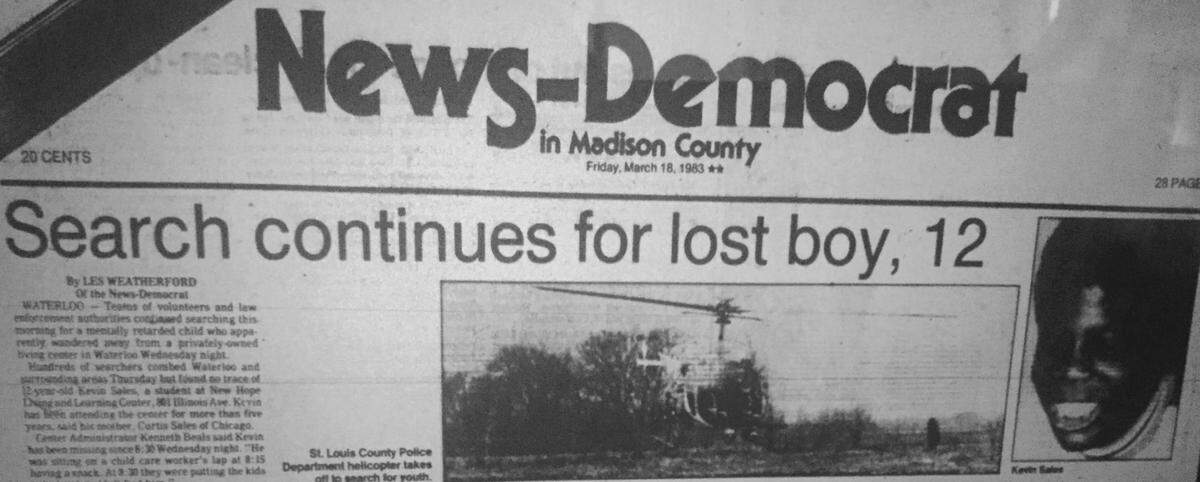 News-Democrat
in Madison County
Friday, March 18, 1983 ★★
20 CENTS
28 PAGE
Search continues for lost boy, 12
By LES WEATHERFORD
Of the News-Democrat
WATERLOO — Teams of volunteers and law
enforcement authorities continued searching this
morning for a mentally retarded child who appa-
rently wandered away from a privately-owned
living center in Waterloo Wednesday night.
Hundreds of searchers combed Waterloo and
surrounding areas Thursday but found no trace of
12-year-old Kevin Sales, a student at New Hope
Living and Learning Center, 801 Illinois Ave. Kevin
has been attending the center for more than five
years, said his mother, Curtis Sales of Chicago.
Center Administrator Kenneth Beals said Kevin
has been missing since 8:30 Wednesday night. "He
was sitting on a child care worker's lap at 8:15
having a snack. At 8:30 they were putting the kids
St. Louis County Police
Department helicopter takes
off to search for youth.
Kevin Sales